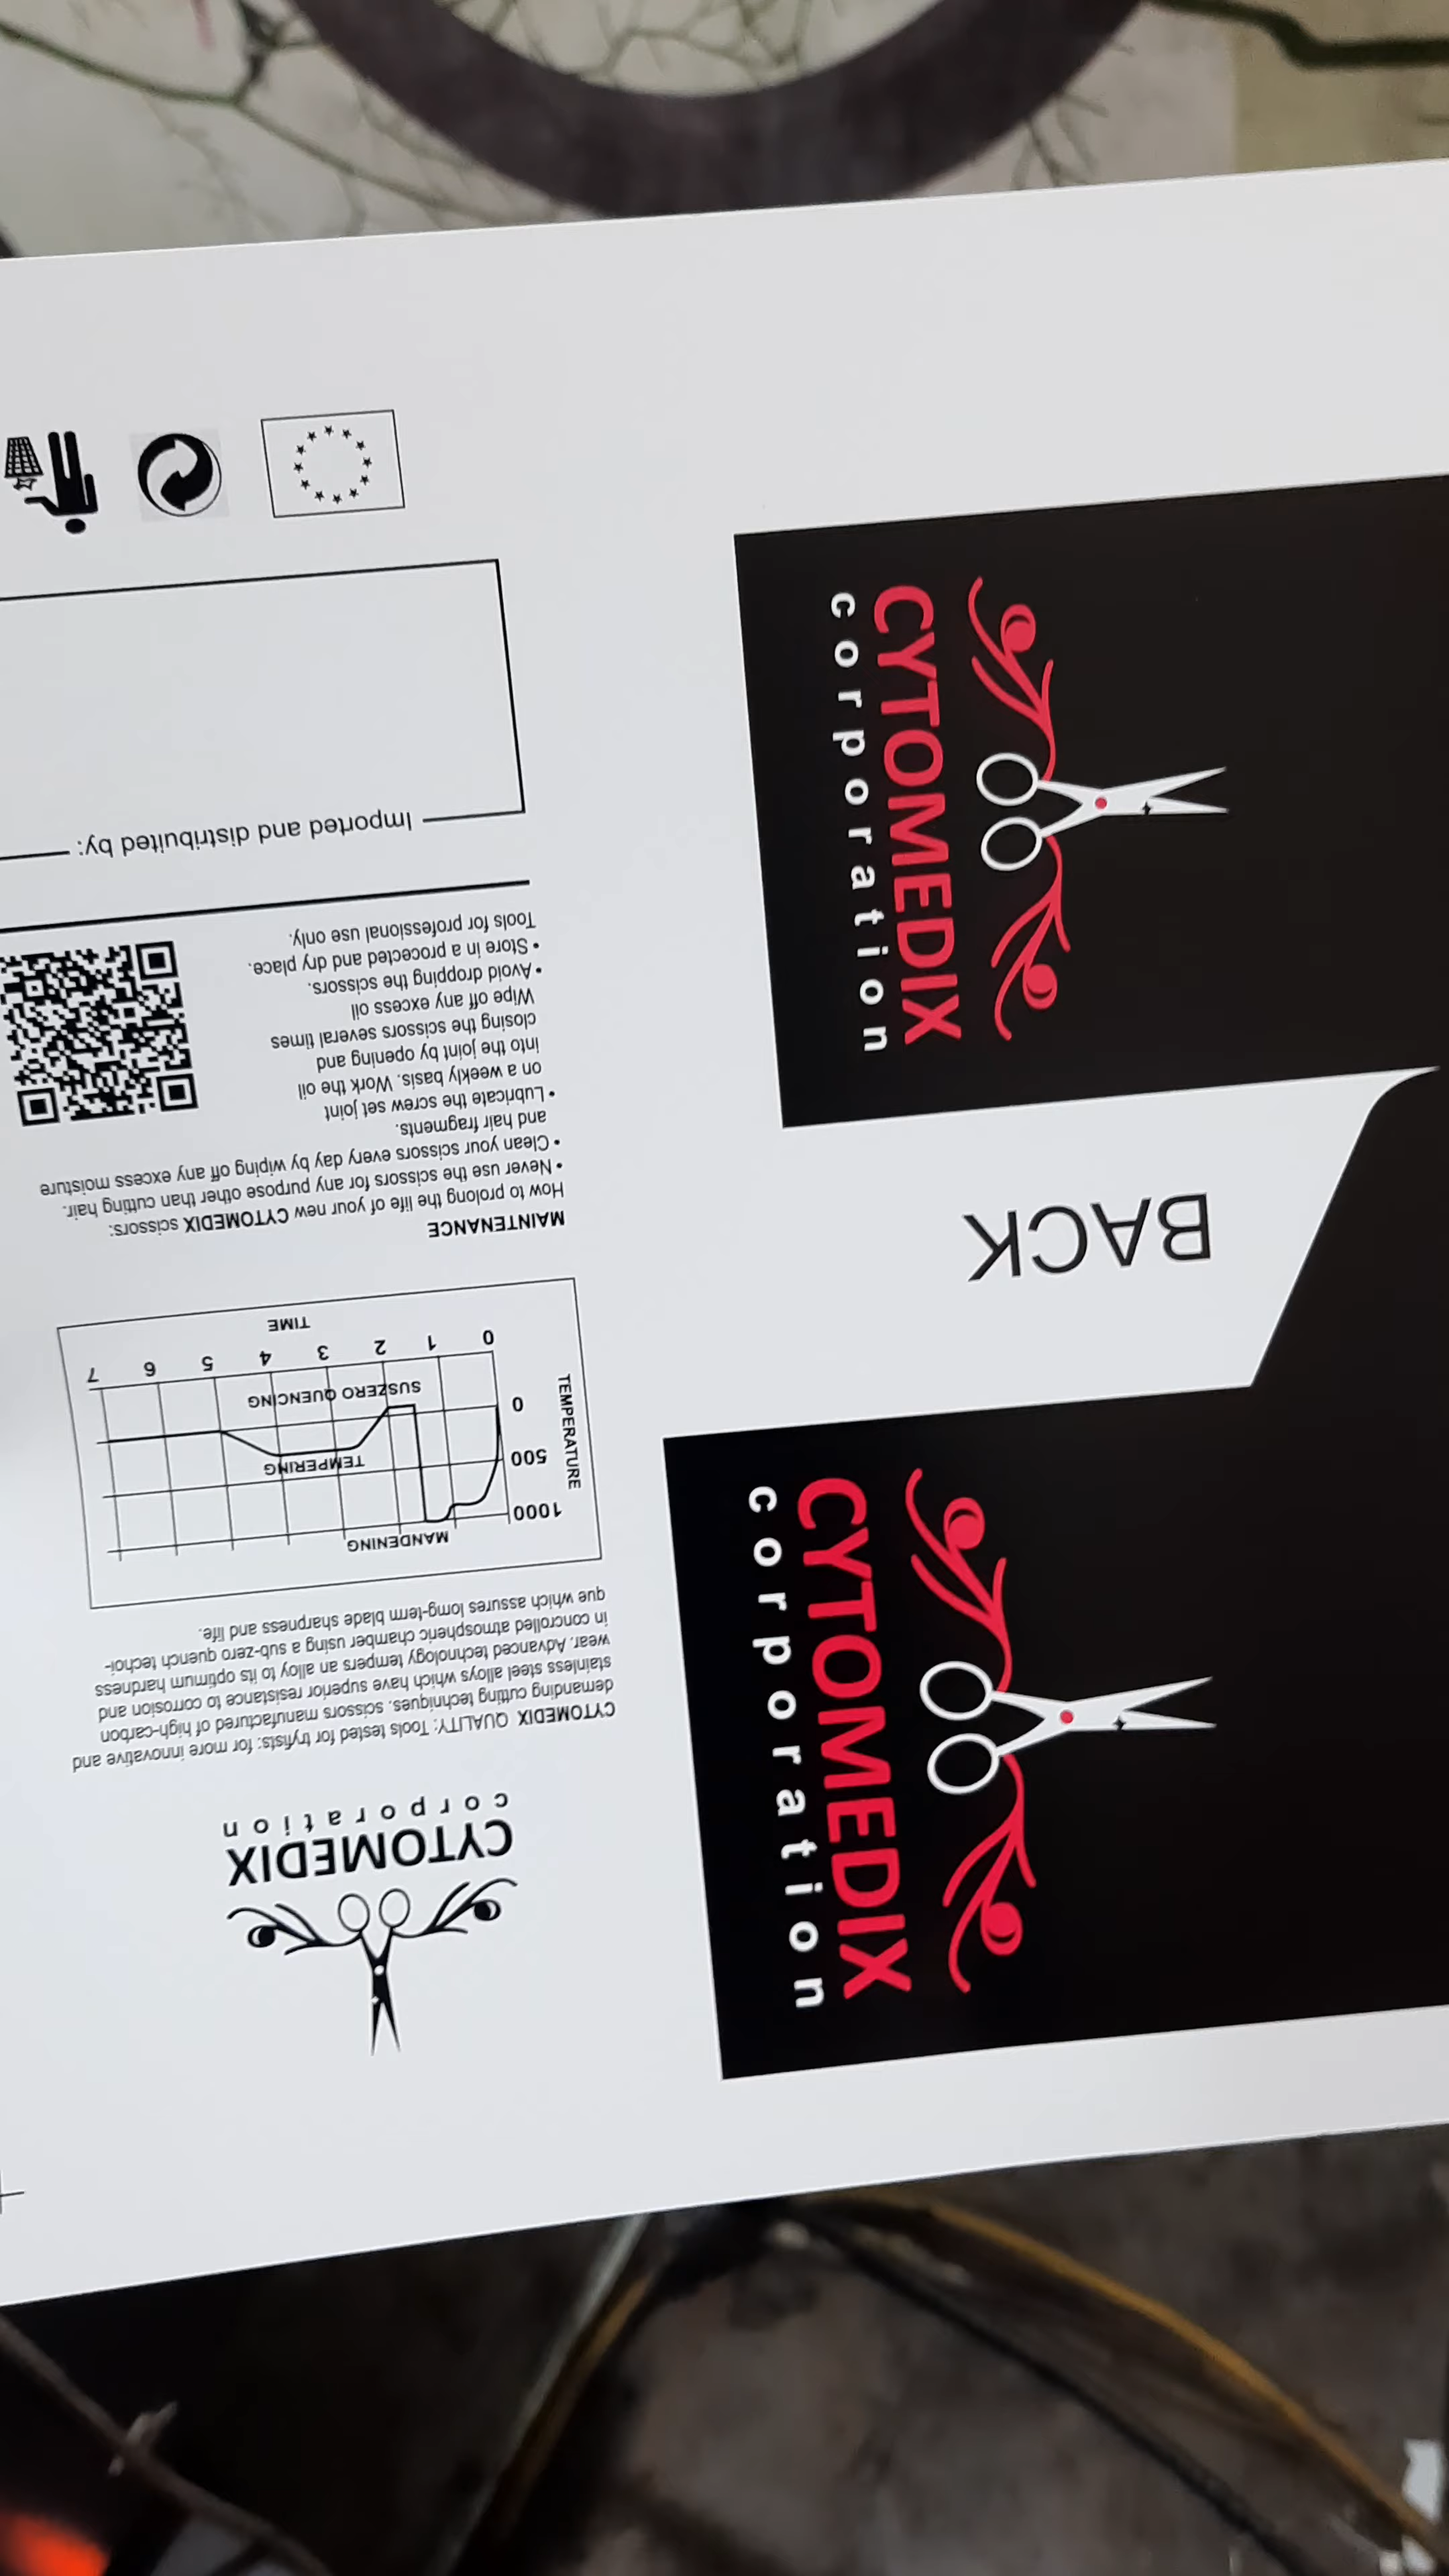 CYTOMEDIX
corporation
CYTOMEDIX QUALITY: Tools tested for tryfists: for more innovative and
demanding cutting techniques. scissors manufactured of high-carbon
stainless steel alloys which have superior resistance to corrosion and
wear. Advanced technology tempers an alloy to its optimum hardness
in concrolled atmospheric chamber using a sub-zero quench techoi-
que which assures lomg-term blade sharpness and life.
MANDENING
1000
TEMPERING
500
SUSZERO QUENCING
0
TEMPERATURE
0 1 2 3 4 5 6 7
TIME
MAINTENANCE
How to prolong the life of your new CYTOMEDIX scissors:
• Never use the scissors for any purpose other than cutting hair.
• Clean your scissors every day by wiping off any excess moisture
and hair fragments.
• Lubricate the screw set joint
on a weekly basis. Work the oil
into the joint by opening and
closing the scissors several times
Wipe off any excess oil
• Avoid dropping the scissors.
• Store in a procected and dry place.
Tools for professional use only.
Imported and distribuited by:
CYTOMEDIX
corporation
BACK
CYTOMEDIX
corporation